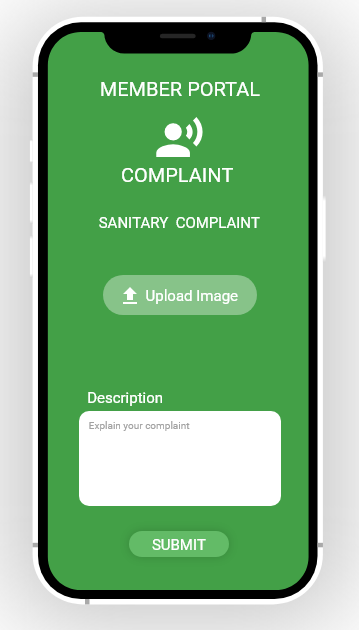 MEMBER PORTAL
COMPLAINT
SANITARY COMPLAINT
Upload Image
Description
Explain your complaint
SUBMIT